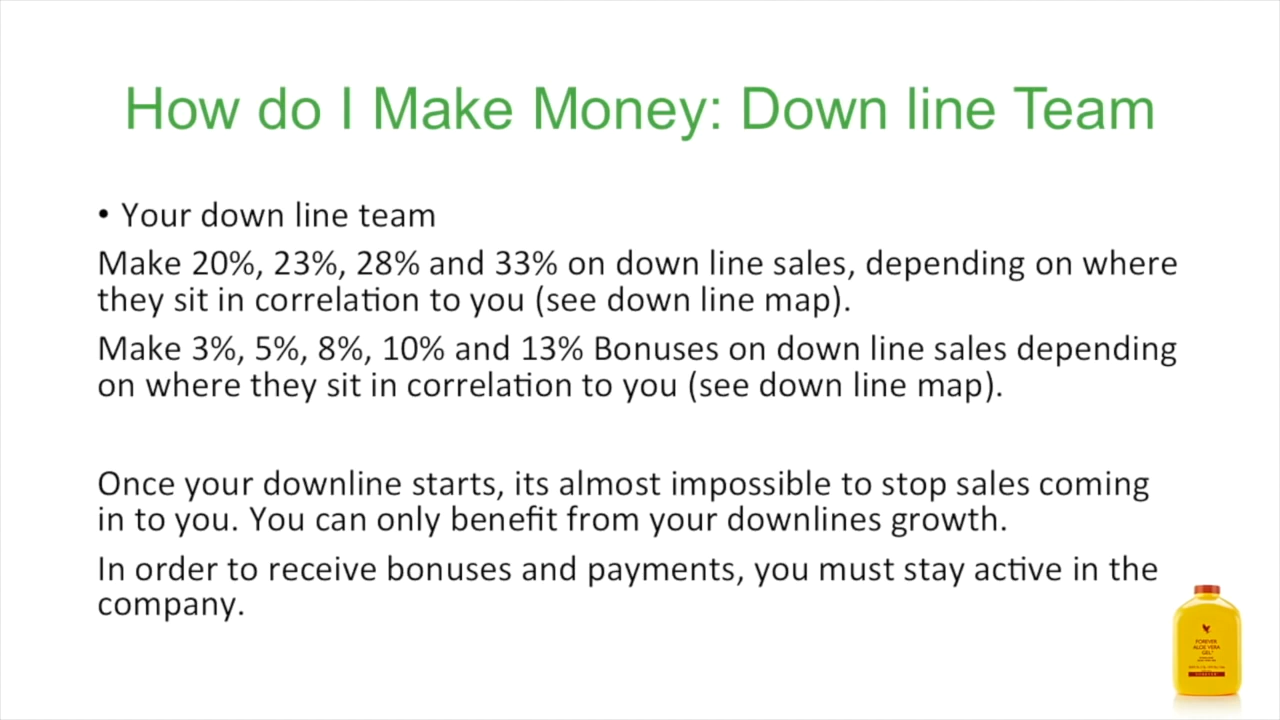 How do I Make Money: Down line Team
• Your down line team
Make 20%, 23%, 28% and 33% on down line sales, depending on where
they sit in correlation to you (see down line map).
Make 3%, 5%, 8%, 10% and 13% Bonuses on down line sales depending
on where they sit in correlation to you (see down line map).
Once your downline starts, its almost impossible to stop sales coming
in to you. You can only benefit from your downlines growth.
In order to receive bonuses and payments, you must stay active in the
company.
FOREVER
ALOE VERA
GEL